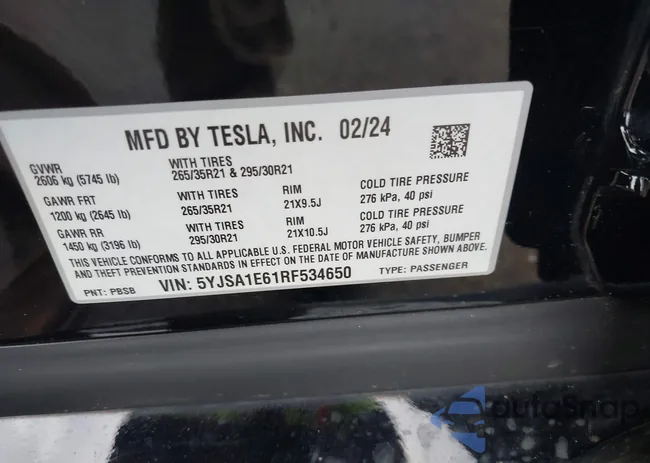 MFD BY TESLA, INC. 02/24
GVWR
2606 kg (5745 lb)
WITH TIRES
265/35R21 & 295/30R21
GAWR FRT
1200 kg (2645 lb)
WITH TIRES
265/35R21
RIM
21X9.5J
COLD TIRE PRESSURE
276 kPa, 40 psi
GAWR RR
1450 kg (3196 lb)
WITH TIRES
295/30R21
RIM
21X10.5J
COLD TIRE PRESSURE
276 kPa, 40 psi
THIS VEHICLE CONFORMS TO ALL APPLICABLE U.S. FEDERAL MOTOR VEHICLE SAFETY, BUMPER
AND THEFT PREVENTION STANDARDS IN EFFECT ON THE DATE OF MANUFACTURE SHOWN ABOVE.
PNT: PBSB
VIN: 5YJSA1E61RF534650
TYPE: PASSENGER
autoSnap